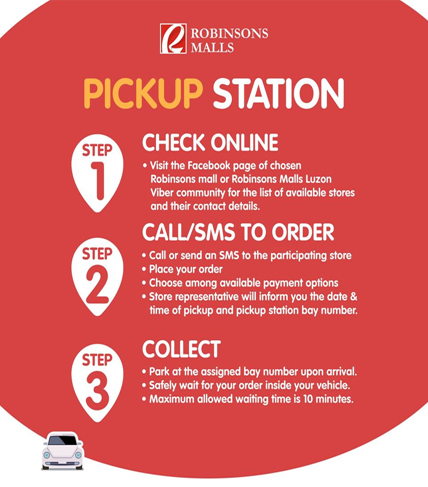 ROBINSONS
MALLS
PICKUP STATION
STEP
1
CHECK ONLINE
• Visit the Facebook page of chosen
Robinsons mall or Robinsons Malls Luzon
Viber community for the list of available stores
and their contact details.
STEP
2
CALL/SMS TO ORDER
• Call or send an SMS to the participating store
• Place your order
• Choose among available payment options
• Store representative will inform you the date &
time of pickup and pickup station bay number.
STEP
3
COLLECT
• Park at the assigned bay number upon arrival.
• Safely wait for your order inside your vehicle.
• Maximum allowed waiting time is 10 minutes.